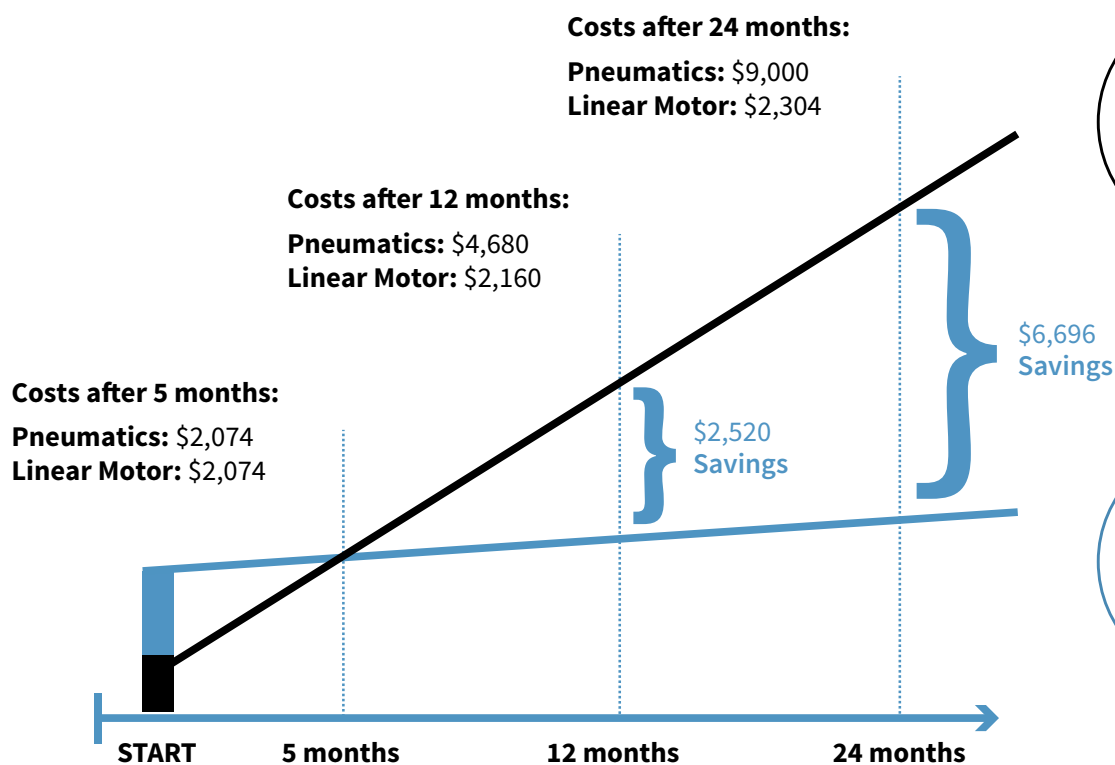 Costs after 24 months:
Pneumatics: $9,000
Linear Motor: $2,304
Costs after 12 months:
Pneumatics: $4,680
Linear Motor: $2,160
Costs after 5 months:
Pneumatics: $2,074
Linear Motor: $2,074
$6,696
Savings
$2,520
Savings
START
5 months
12 months
24 months